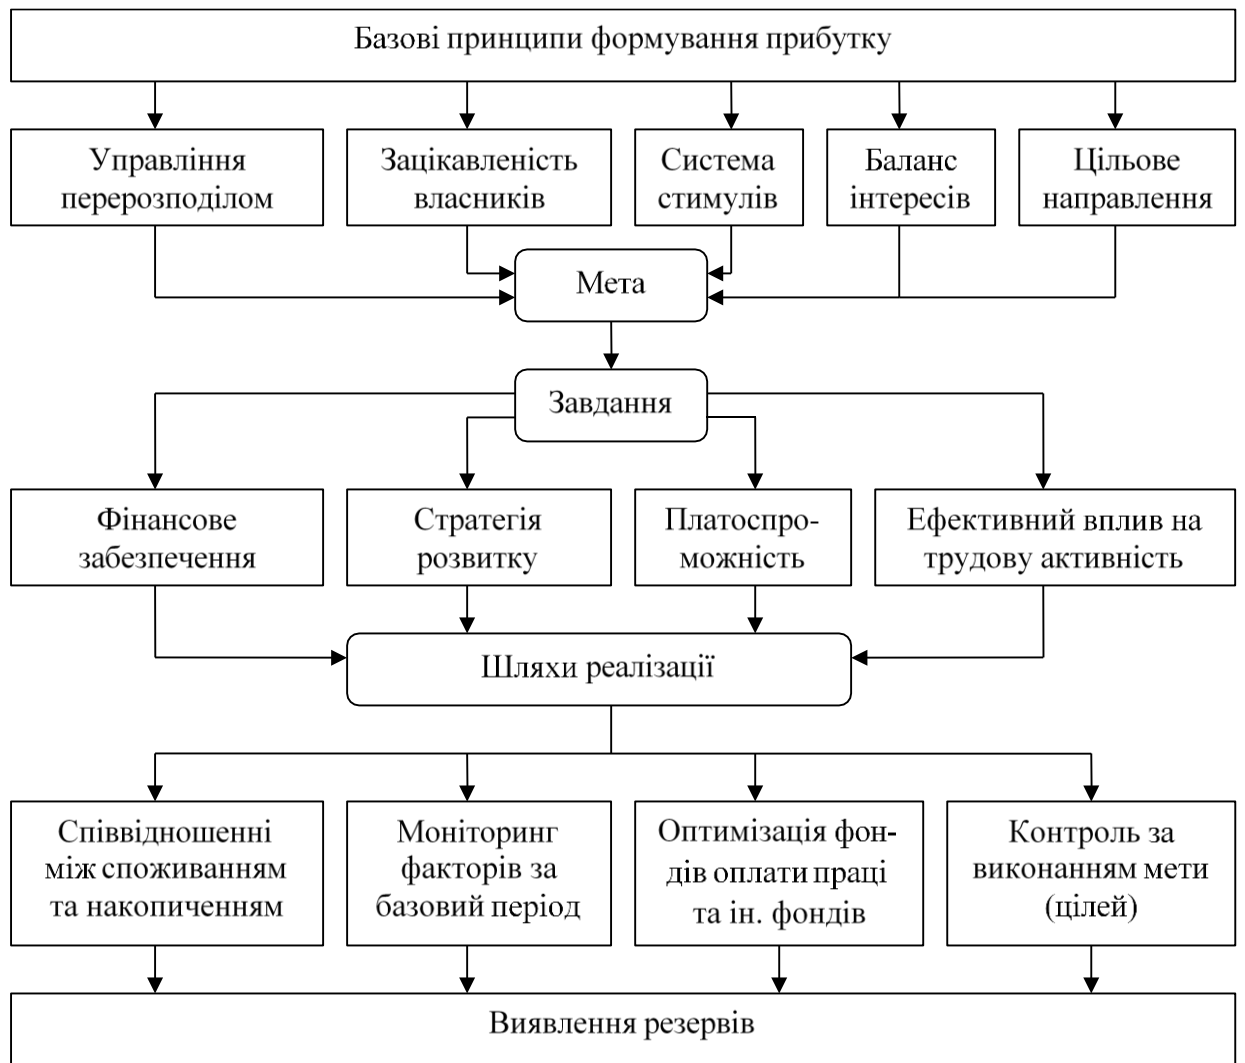 Базові принципи формування прибутку
Управління
перерозподілом
Зацікавленість
власників
Система
стимулів
Баланс
інтересів
Цільове
направлення
Мета
Завдання
Фінансове
забезпечення
Стратегія
розвитку
Платоспро-
можність
Ефективний вплив на
трудову активність
Шляхи реалізації
Співвідношенні
між споживанням
та накопиченням
Моніторинг
факторів за
базовий період
Оптимізація фон-
дів оплати праці
та ін. фондів
Контроль за
виконанням мети
(цілей)
Виявлення резервів